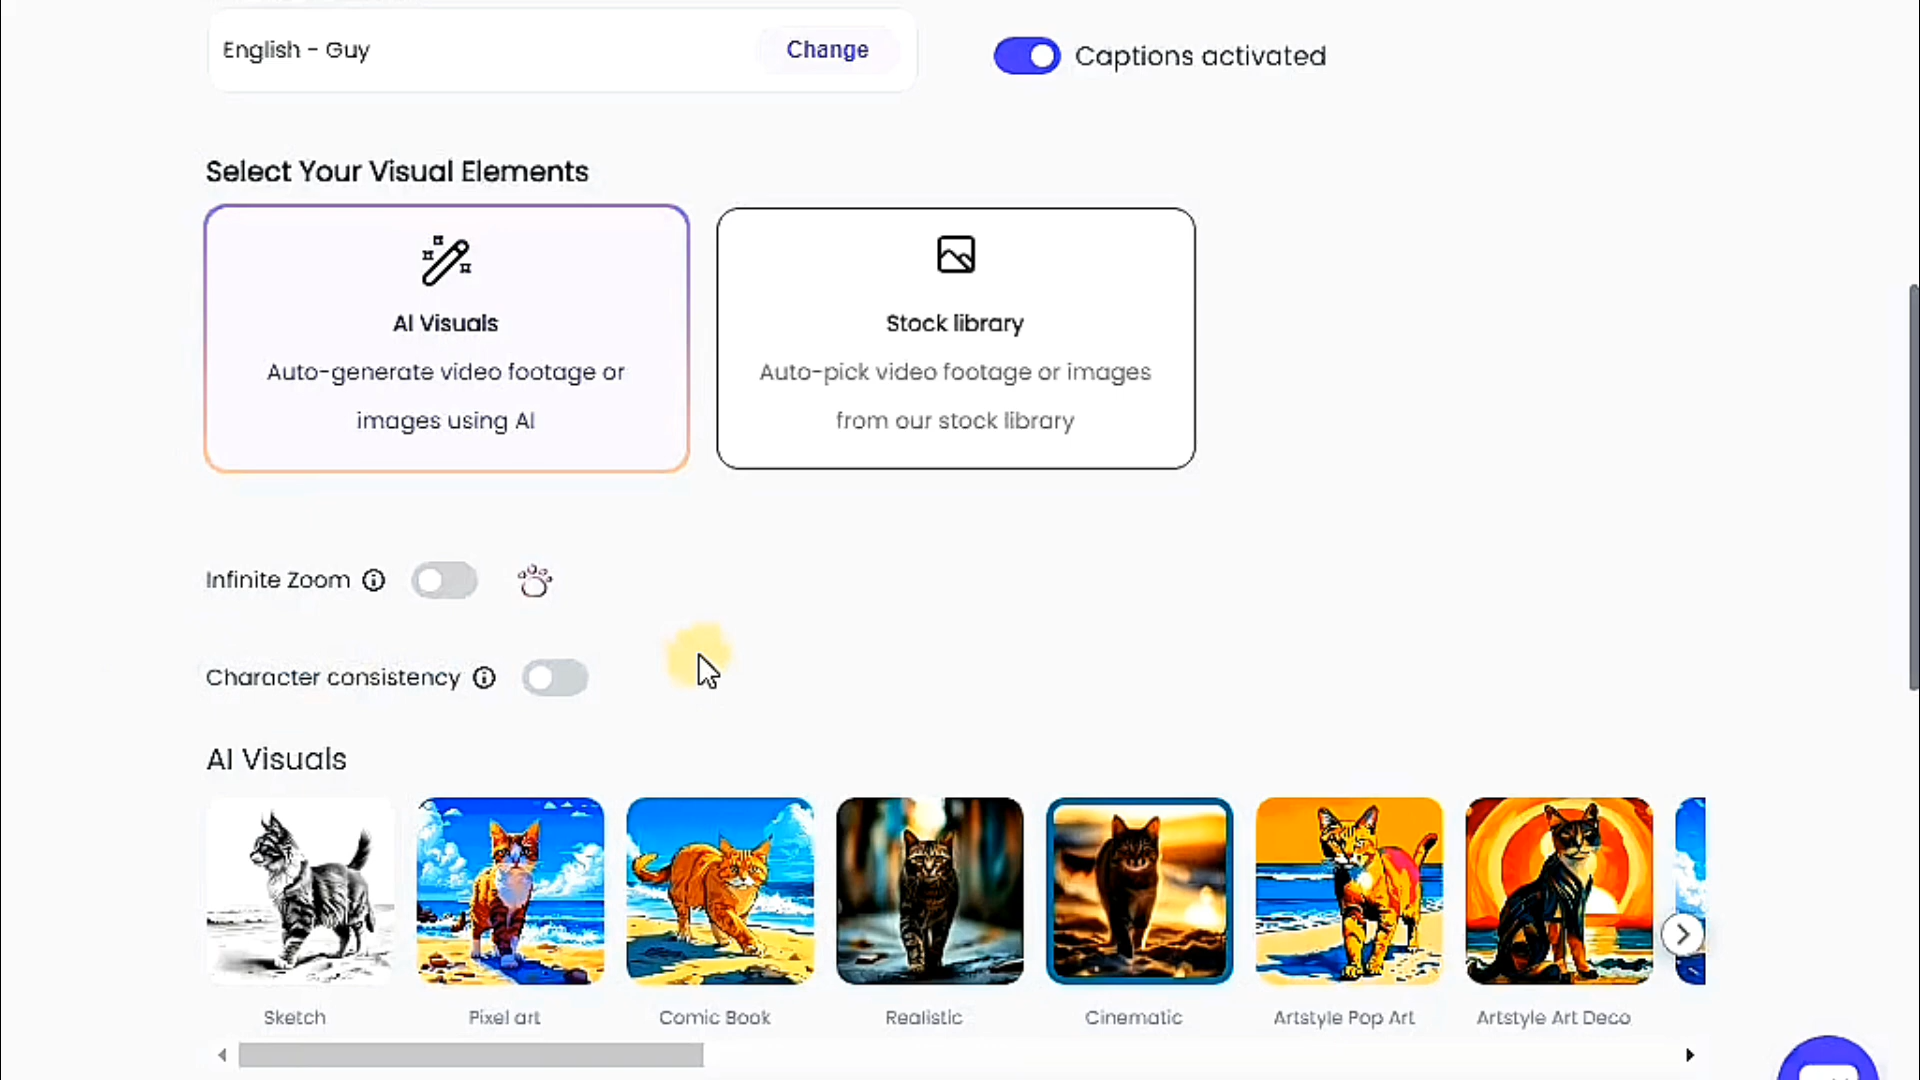 English - Guy
Change
Captions activated
Select Your Visual Elements
AI Visuals
Auto-generate video footage or
images using AI
Stock library
Auto-pick video footage or images
from our stock library
Infinite Zoom
Character consistency
AI Visuals
Sketch
Pixel art
Comic Book
Realistic
Cinematic
Artstyle Pop Art
Artstyle Art Deco